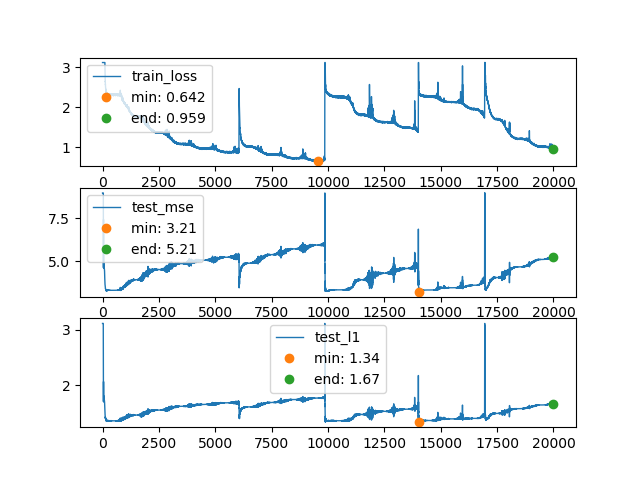 3
2
1
train_loss
min: 0.642
end: 0.959
0 2500 5000 7500 10000 12500 15000 17500 20000
7.5
5.0
test_mse
min: 3.21
end: 5.21
0 2500 5000 7500 10000 12500 15000 17500 20000
3
2
test_l1
min: 1.34
end: 1.67
0 2500 5000 7500 10000 12500 15000 17500 20000